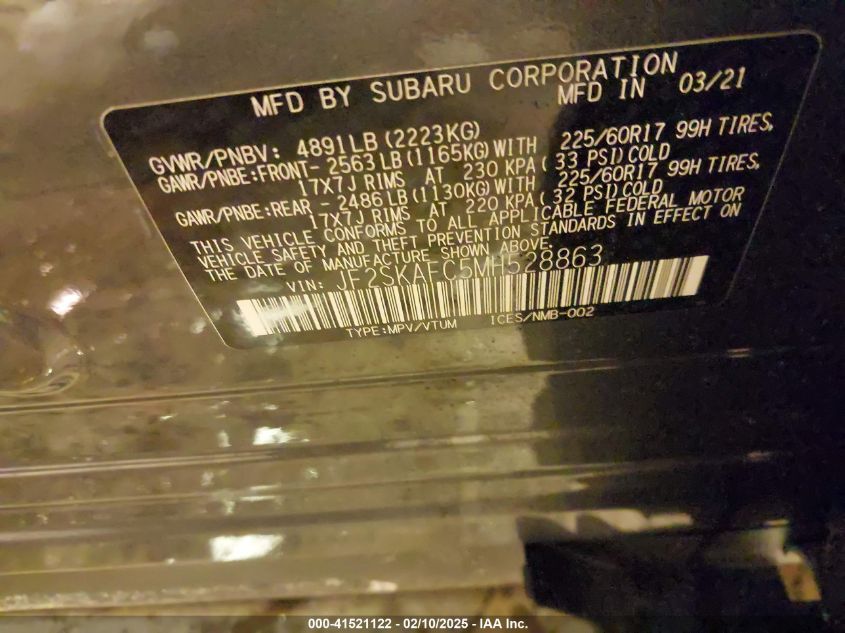 MFD BY SUBARU CORPORATION
MFD IN 03/21
GVWR/PNBV: 4891LB (2223KG)
GAWR/PNBE:FRONT- 2563LB(1165KG)WITH 225/60R17 99H TIRES,
17X7J RIMS AT 230 KPA( 33 PSI)COLD
GAWR/PNBE:REAR - 2486LB(1130KG)WITH 225/60R17 99H TIRES,
17X7J RIMS AT 220 KPA( 32 PSI)COLD
THIS VEHICLE CONFORMS TO ALL APPLICABLE FEDERAL MOTOR
VEHICLE SAFETY AND THEFT PREVENTION STANDARDS IN EFFECT ON
THE DATE OF MANUFACTURE SHOWN ABOVE.
VIN: JF2SKAFC5MH528863
TYPE:MPV/VTUM ICES/NMB-002
000-41521122 - 02/10/2025 - IAA Inc.